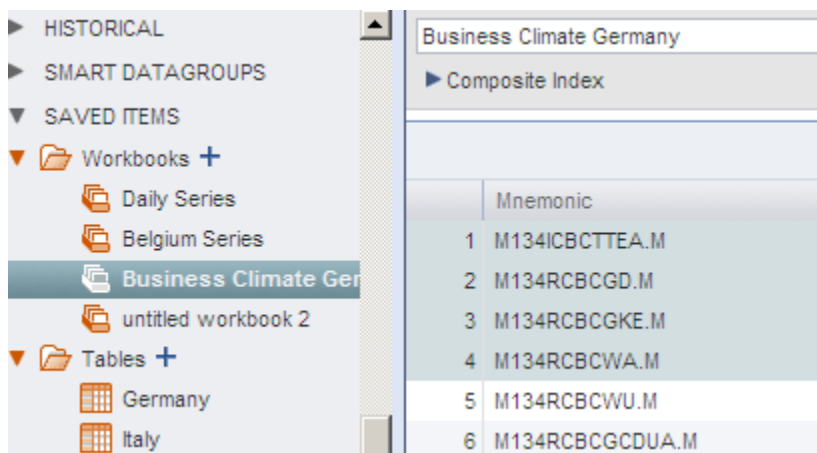 HISTORICAL
SMART DATAGROUPS
SAVED ITEMS
Workbooks +
Daily Series
Belgium Series
Business Climate Ger
untitled workbook 2
Tables +
Germany
Italy
Business Climate Germany
Composite Index
Mnemonic
1 M134ICBCTTEA.M
2 M134RCBCGD.M
3 M134RCBCGKE.M
4 M134RCBCWA.M
5 M134RCBCWU.M
6 M134RCBCGCDUA.M